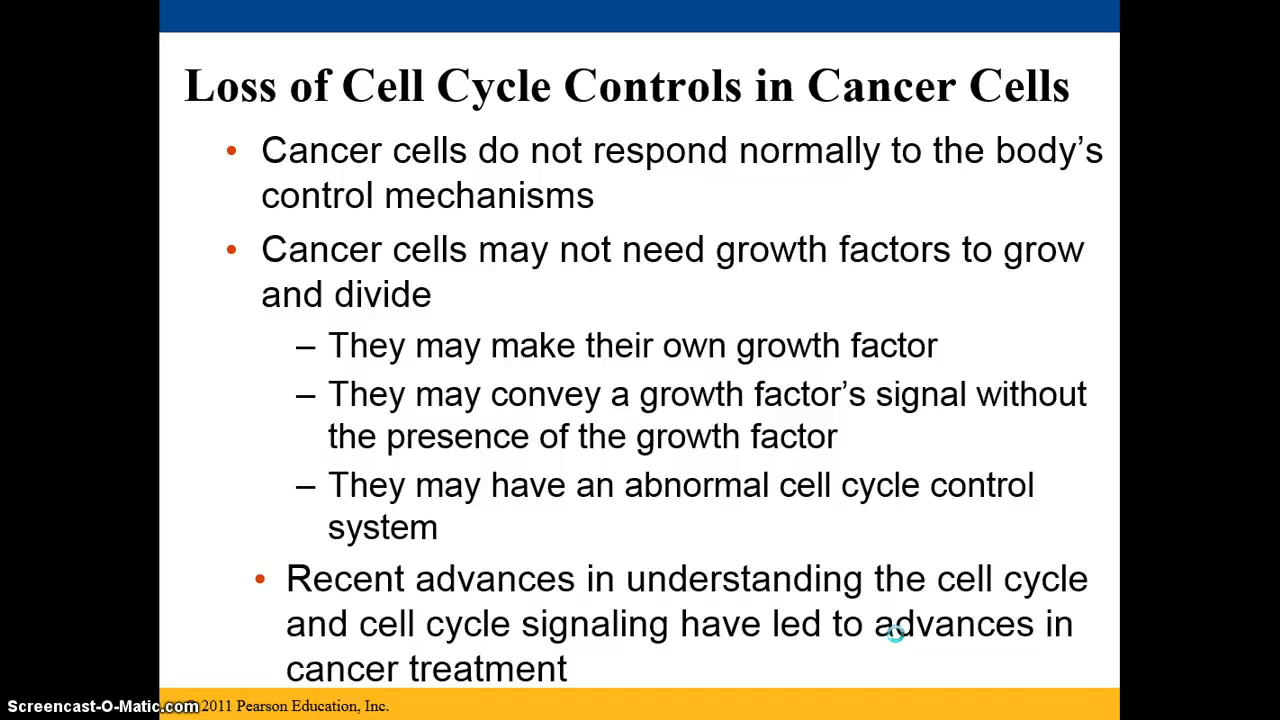 Loss of Cell Cycle Controls in Cancer Cells
• Cancer cells do not respond normally to the body’s
control mechanisms
• Cancer cells may not need growth factors to grow
and divide
– They may make their own growth factor
– They may convey a growth factor’s signal without
the presence of the growth factor
– They may have an abnormal cell cycle control
system
• Recent advances in understanding the cell cycle
and cell cycle signaling have led to advances in
cancer treatment
Screencast-O-Matic.com 2011 Pearson Education, Inc.